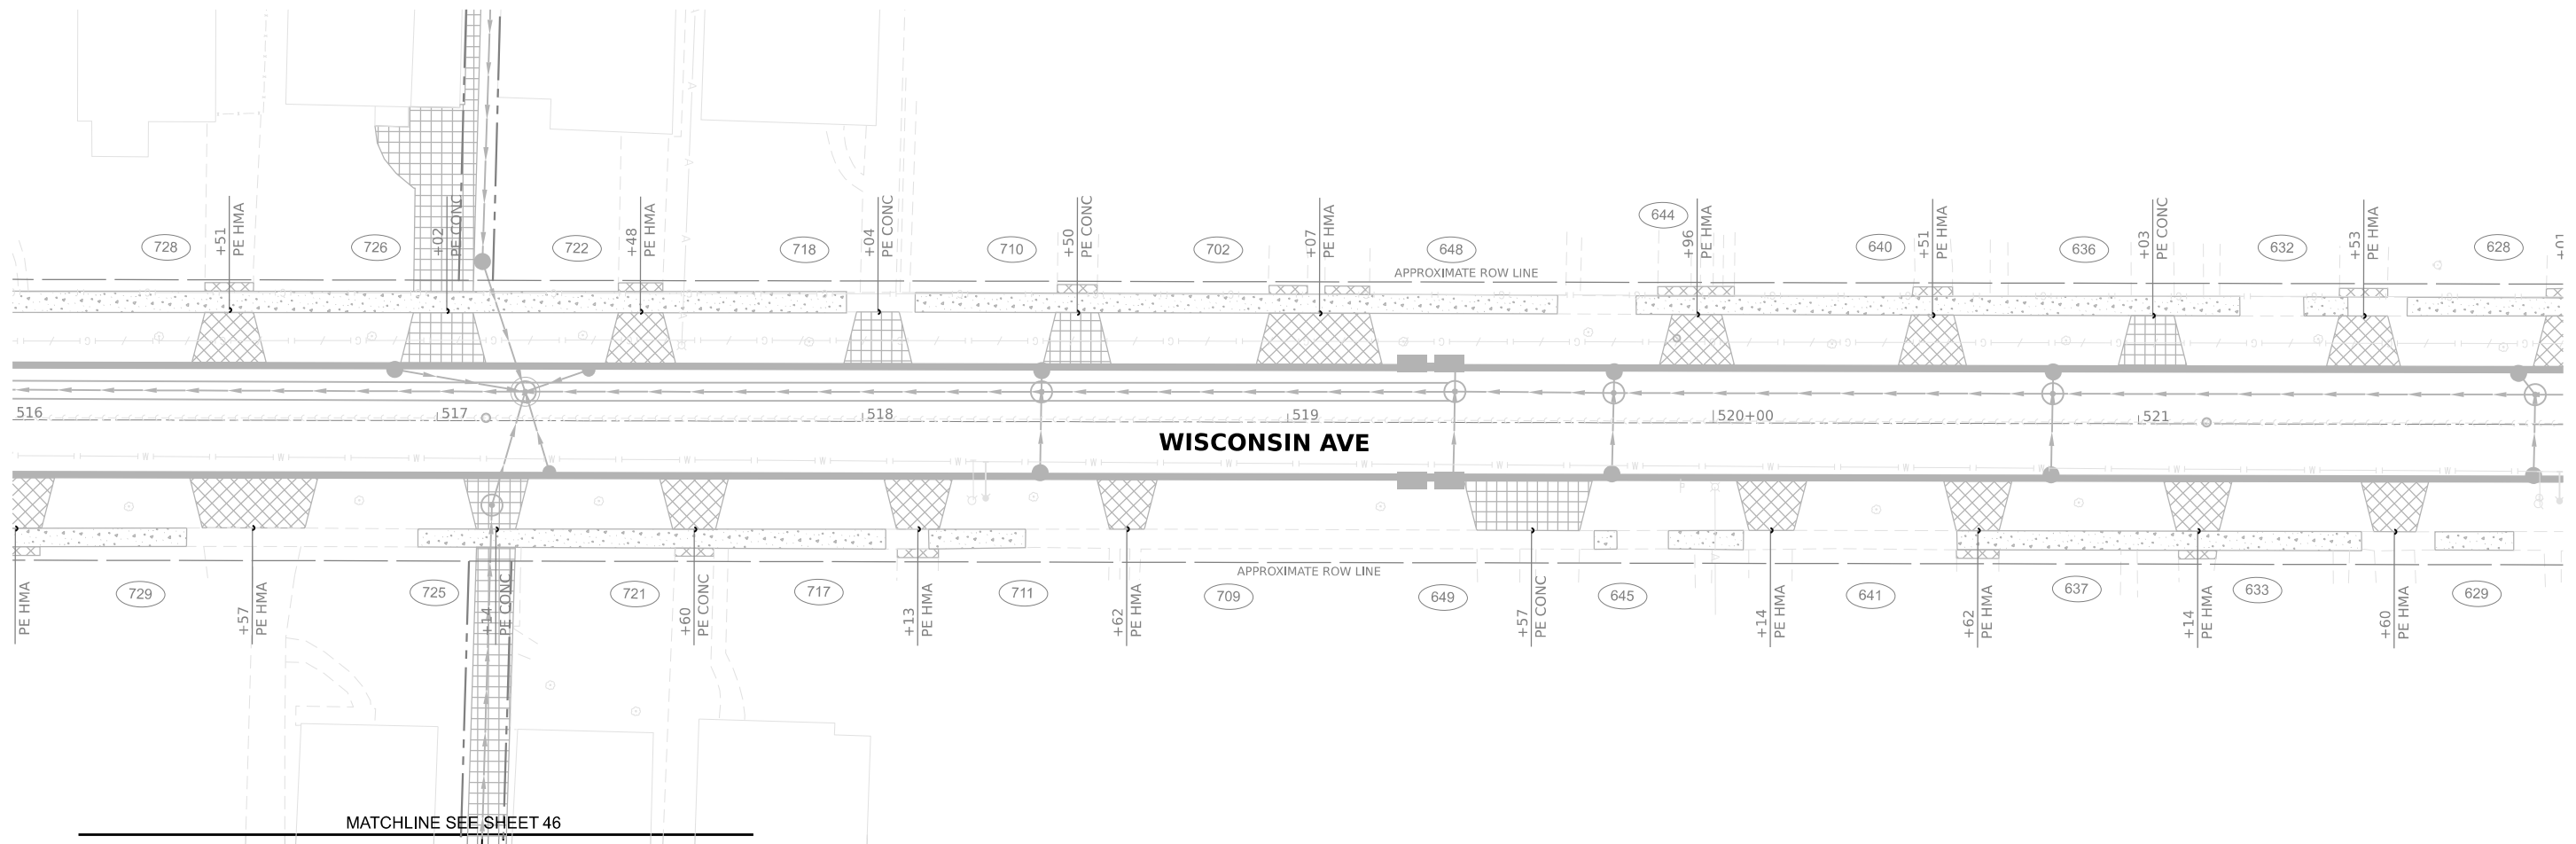 +51
PE HMA
+02
PE CONC
+48
PE HMA
+04
PE CONC
+50
PE CONC
+07
PE HMA
+96
PE HMA
+51
PE HMA
+03
PE CONC
+53
PE HMA
728
726
722
718
710
702
648
644
640
636
632
628
APPROXIMATE ROW LINE
516
517
518
519
520+00
521
WISCONSIN AVE
W W W W W W W W W W W W W W W W W W
APPROXIMATE ROW LINE
729
725
721
717
711
709
649
645
641
637
633
629
PE HMA
+57
PE HMA
+14
PE CONC
+60
PE CONC
+13
PE HMA
+62
PE HMA
+57
PE CONC
+14
PE HMA
+62
PE HMA
+14
PE HMA
+60
PE HMA
MATCHLINE SEE SHEET 46